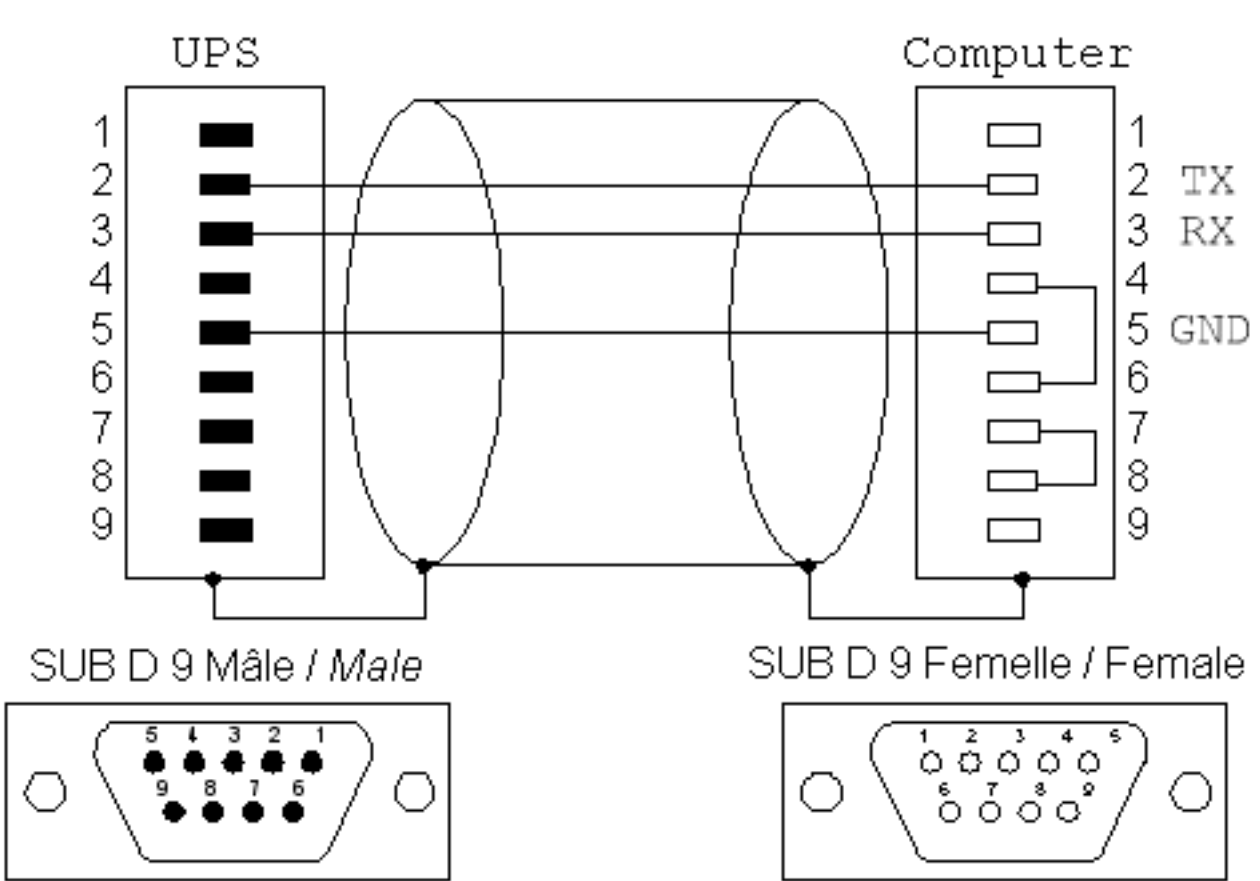 UPS Computer
1 1
2 2 TX
3 3 RX
4 4
5 5 GND
6 6
7 7
8 8
9 9
SUB D 9 Mâle / Male SUB D 9 Femelle / Female
5 4 3 2 1 1 2 3 4 5
9 8 7 6 6 7 8 9